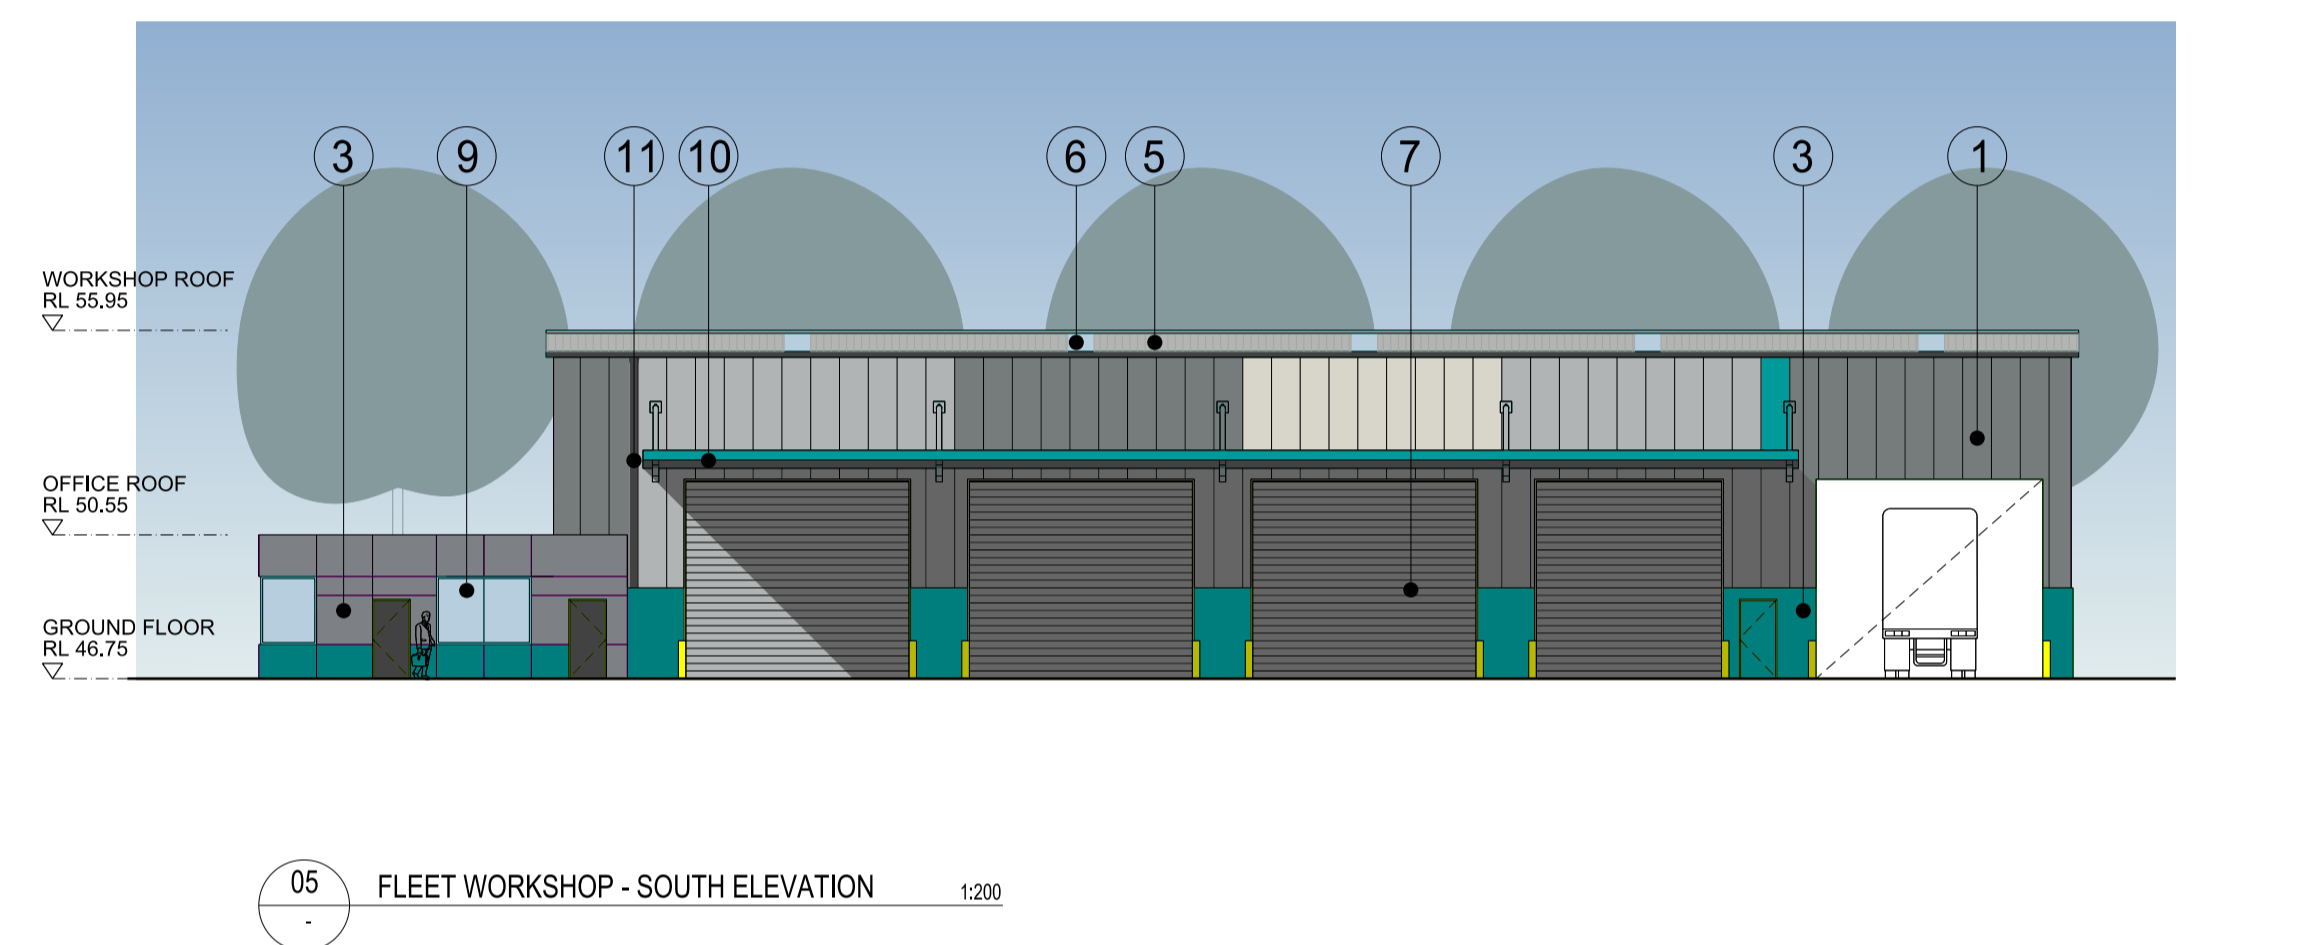 3 9 11 10 6 5 7 3 1
WORKSHOP ROOF
RL 55.95
OFFICE ROOF
RL 50.55
GROUND FLOOR
RL 46.75
05
-
FLEET WORKSHOP - SOUTH ELEVATION 1:200